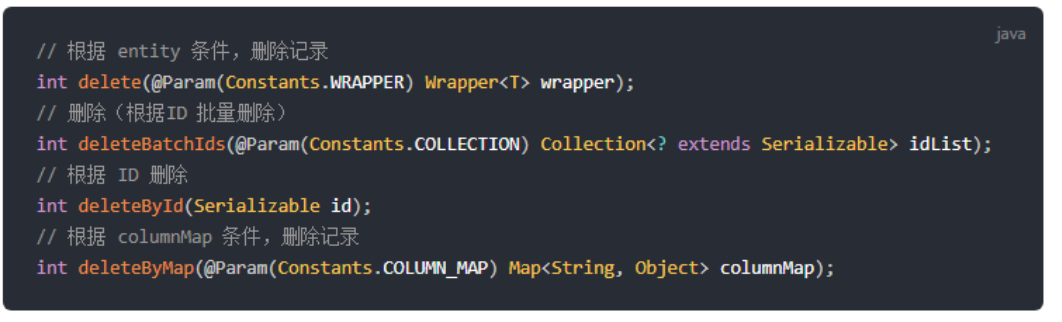 java
// 根据 entity 条件，删除记录
int delete(@Param(Constants.WRAPPER) Wrapper<T> wrapper);
// 删除（根据ID 批量删除）
int deleteBatchIds(@Param(Constants.COLLECTION) Collection<? extends Serializable> idList);
// 根据 ID 删除
int deleteById(Serializable id);
// 根据 columnMap 条件，删除记录
int deleteByMap(@Param(Constants.COLUMN_MAP) Map<String, Object> columnMap);